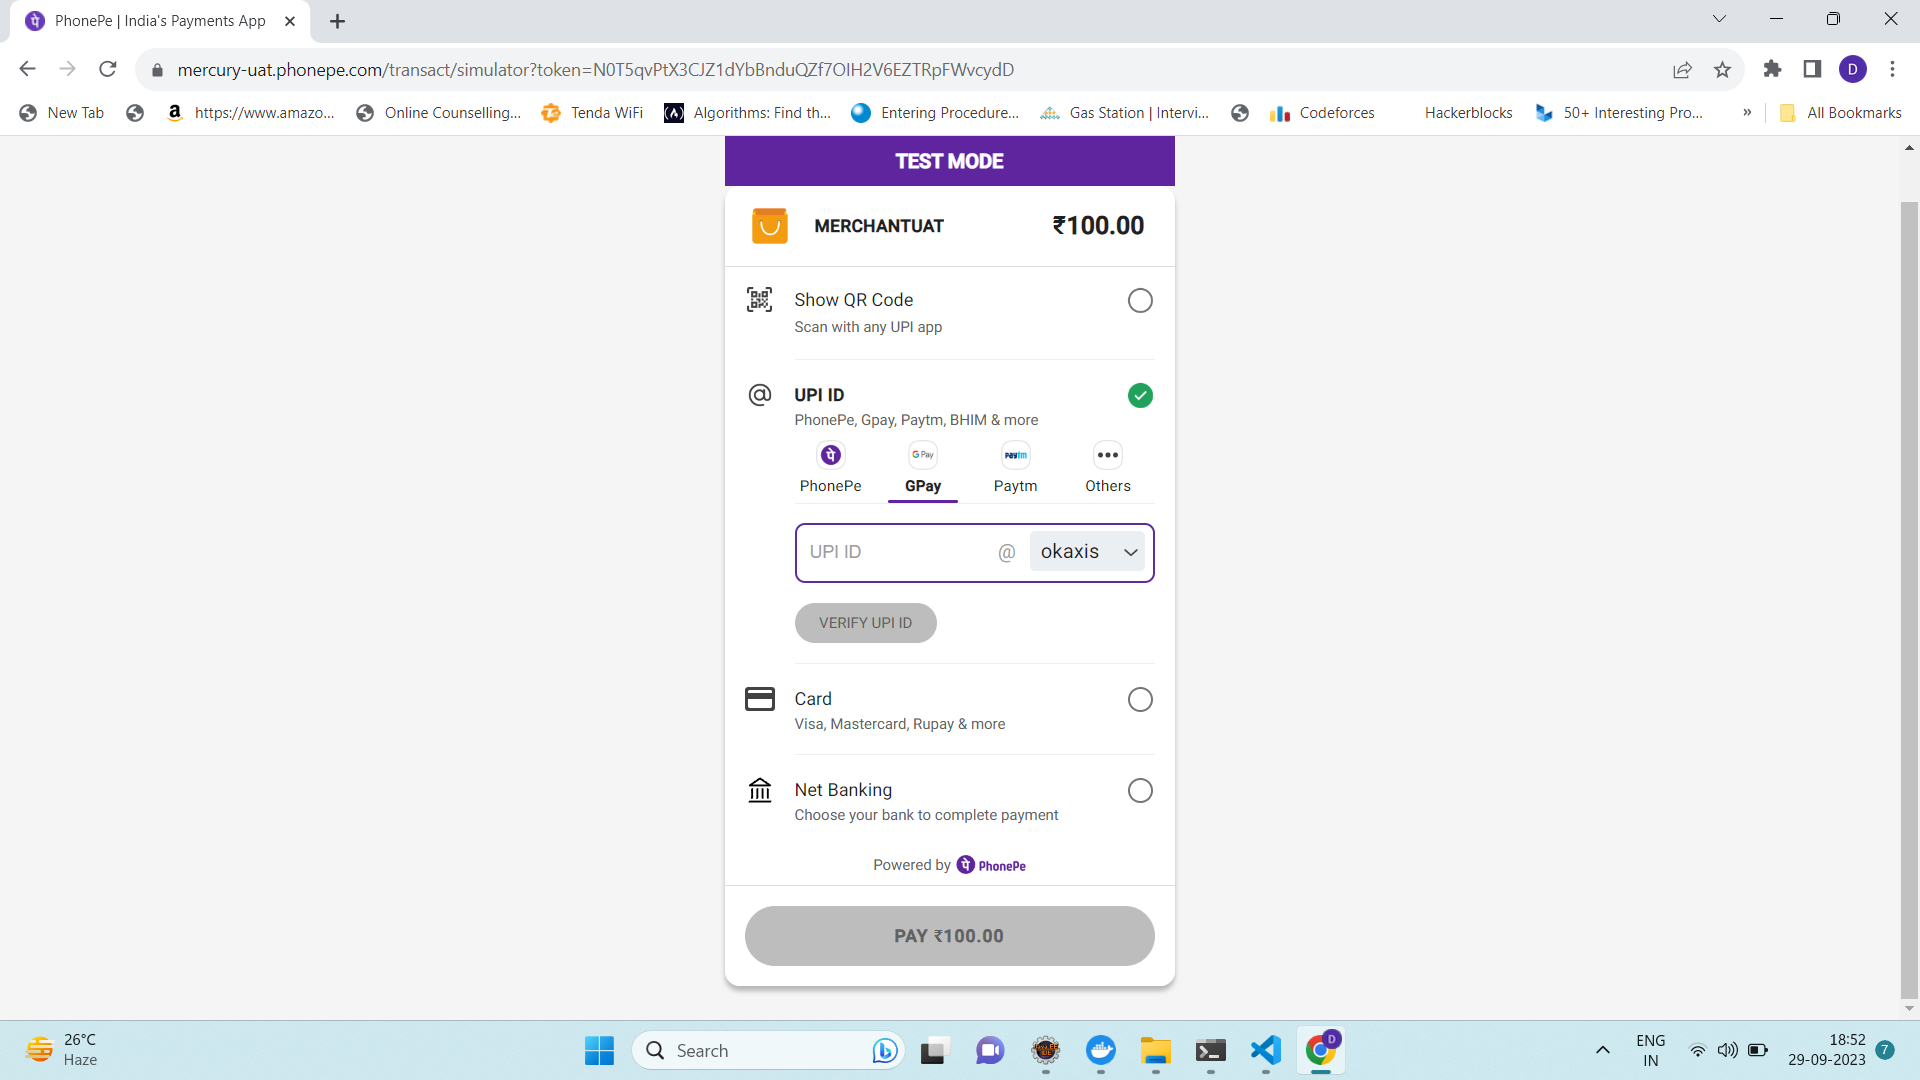 PhonePe | India's Payments App
mercury-uat.phonepe.com/transact/simulator?token=N0T5qvPtX3CJZ1dYbBnduQZf7OIH2V6EZTRpFWvcydD
D
New Tab
https://www.amazo...
Online Counselling...
Tenda WiFi
Algorithms: Find th...
Entering Procedure...
Gas Station | Intervi...
Codeforces
Hackerblocks
50+ Interesting Pro...
»
All Bookmarks
TEST MODE
MERCHANTUAT
₹100.00
Show QR Code
Scan with any UPI app
@
UPI ID
PhonePe, Gpay, Paytm, BHIM & more
पे
G Pay
paytm
PhonePe
GPay
Paytm
Others
UPI ID @ okaxis
VERIFY UPI ID
Card
Visa, Mastercard, Rupay & more
Net Banking
Choose your bank to complete payment
Powered by पे PhonePe
PAY ₹100.00
26°C
Haze
Search
D
ENG
IN
18:52
29-09-2023
7